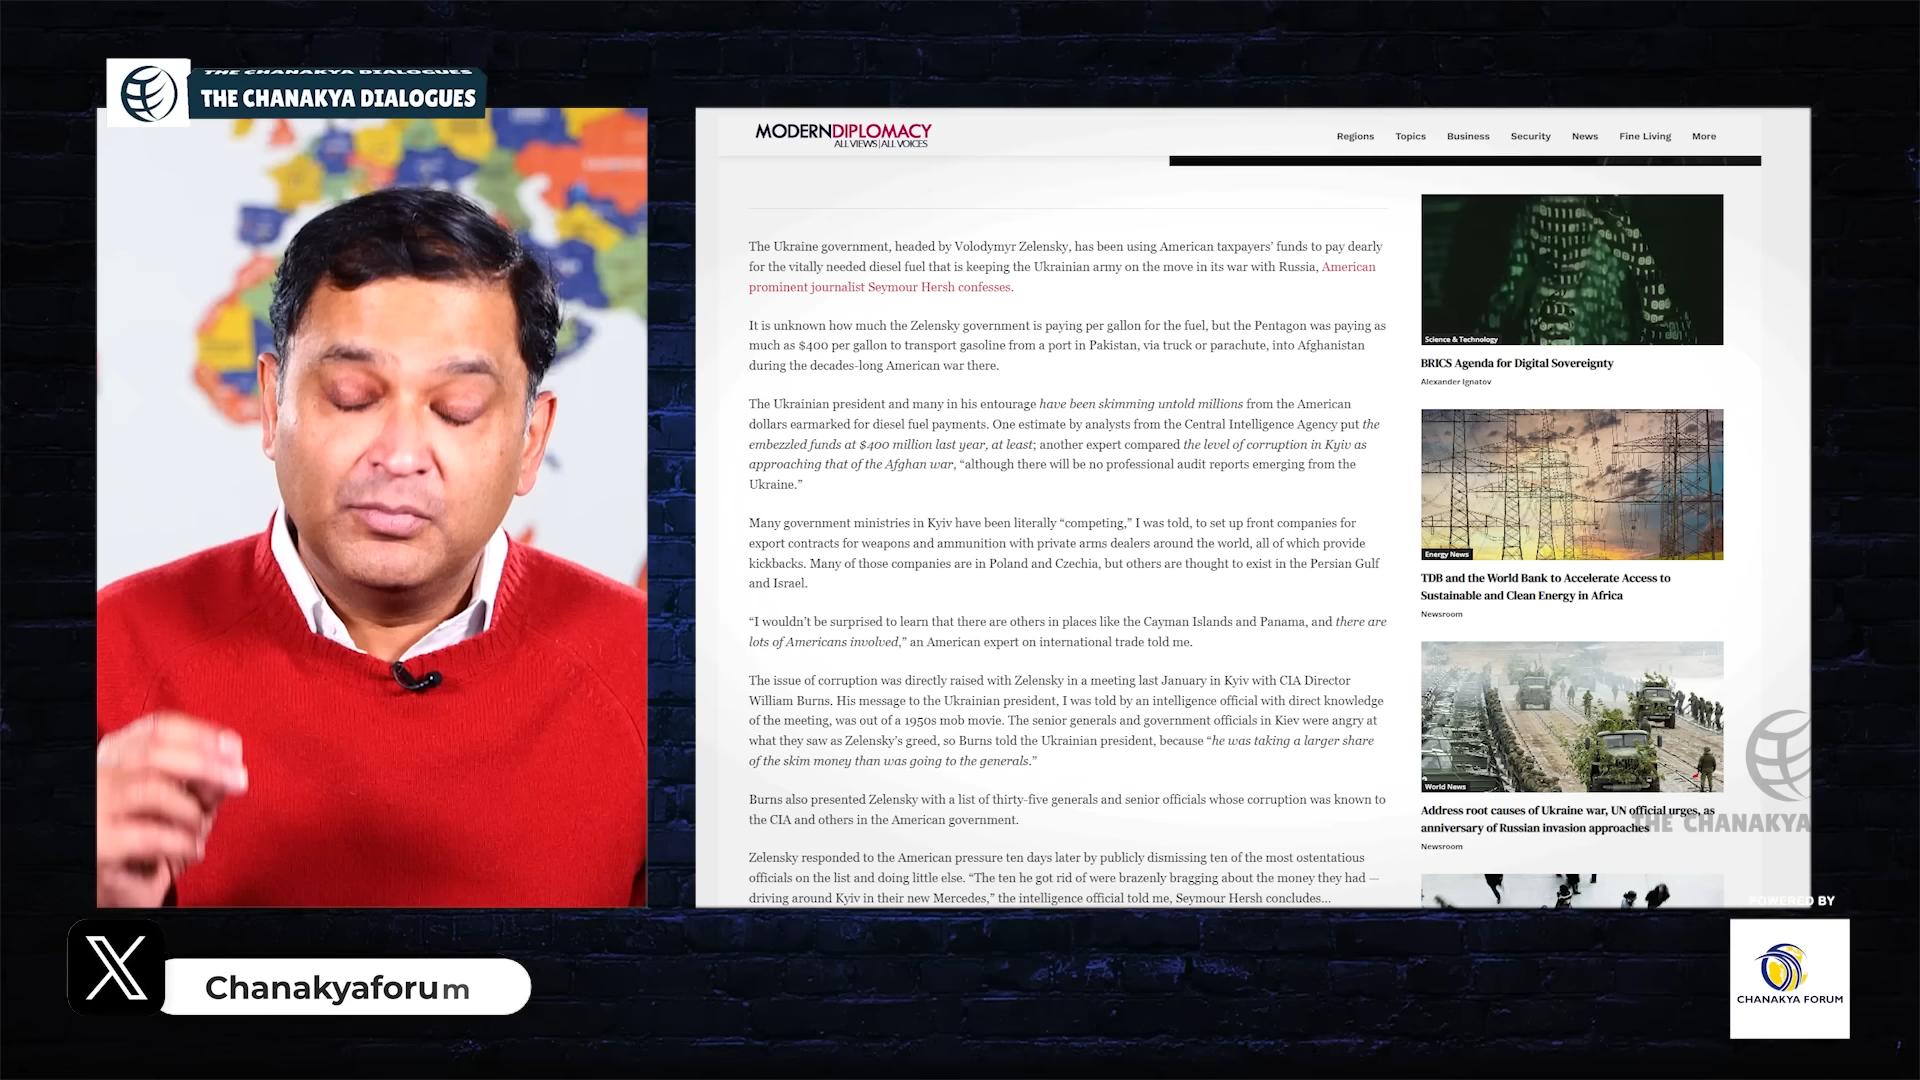 THE CHANAKYA DIALOGUES
THE CHANAKYA DIALOGUES
MODERNDIPLOMACY
ALL VIEWS|ALL VOICES
Regions Topics Business Security News Fine Living More
The Ukraine government, headed by Volodymyr Zelensky, has been using American taxpayers’ funds to pay dearly
for the vitally needed diesel fuel that is keeping the Ukrainian army on the move in its war with Russia, American
prominent journalist Seymour Hersh confesses.
It is unknown how much the Zelensky government is paying per gallon for the fuel, but the Pentagon was paying as
much as $400 per gallon to transport gasoline from a port in Pakistan, via truck or parachute, into Afghanistan
during the decades-long American war there.
The Ukrainian president and many in his entourage have been skimming untold millions from the American
dollars earmarked for diesel fuel payments. One estimate by analysts from the Central Intelligence Agency put the
embezzled funds at $400 million last year, at least; another expert compared the level of corruption in Kyiv as
approaching that of the Afghan war, “although there will be no professional audit reports emerging from the
Ukraine.”
Many government ministries in Kyiv have been literally “competing,” I was told, to set up front companies for
export contracts for weapons and ammunition with private arms dealers around the world, all of which provide
kickbacks. Many of those companies are in Poland and Czechia, but others are thought to exist in the Persian Gulf
and Israel.
“I wouldn’t be surprised to learn that there are others in places like the Cayman Islands and Panama, and there are
lots of Americans involved,” an American expert on international trade told me.
The issue of corruption was directly raised with Zelensky in a meeting last January in Kyiv with CIA Director
William Burns. His message to the Ukrainian president, I was told by an intelligence official with direct knowledge
of the meeting, was out of a 1950s mob movie. The senior generals and government officials in Kiev were angry at
what they saw as Zelensky’s greed, so Burns told the Ukrainian president, because “he was taking a larger share
of the skim money than was going to the generals.”
Burns also presented Zelensky with a list of thirty-five generals and senior officials whose corruption was known to
the CIA and others in the American government.
Zelensky responded to the American pressure ten days later by publicly dismissing ten of the most ostentatious
officials on the list and doing little else. “The ten he got rid of were brazenly bragging about the money they had —
driving around Kyiv in their new Mercedes,” the intelligence official told me, Seymour Hersh concludes...
Science & Technology
BRICS Agenda for Digital Sovereignty
Alexander Ignatov
Energy News
TDB and the World Bank to Accelerate Access to
Sustainable and Clean Energy in Africa
Newsroom
World News
Address root causes of Ukraine war, UN official urges, as
anniversary of Russian invasion approaches
Newsroom
THE CHANAKYA
POWERED BY
CHANAKYA FORUM
X
Chanakyaforum